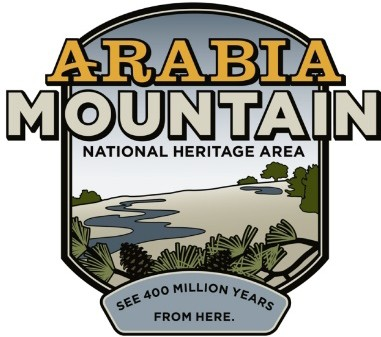 ARABIA
MOUNTAIN
NATIONAL HERITAGE AREA
SEE 400 MILLION YEARS
FROM HERE.